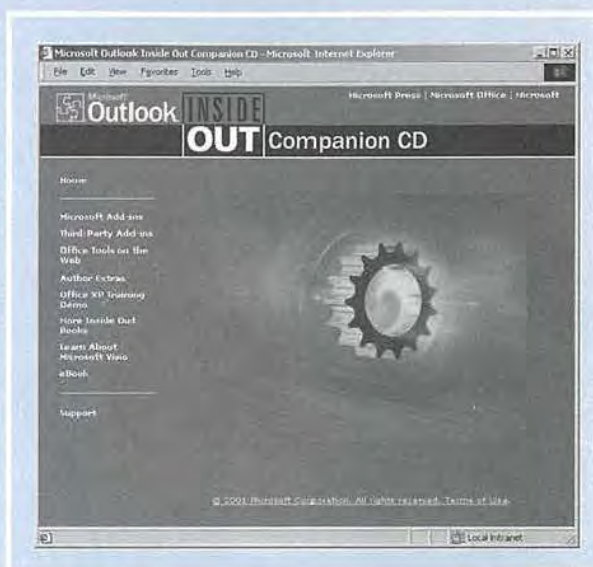 Microsoft Outlook Inside Out Companion CD - Microsoft Internet Explorer
File Edit View Favorites Tools Help
Microsoft Press | Microsoft Office | Microsoft
Microsoft
Outlook INSIDE
OUT Companion CD
Home
Microsoft Add-ins
Third-Party Add-ins
Office Tools on the
Web
Author Extras
Office XP Training
Demo
More Inside Out
Books
Learn About
Microsoft Visio
eBook
Support
© 2001 Microsoft Corporation. All rights reserved. Terms of Use.
Local intranet